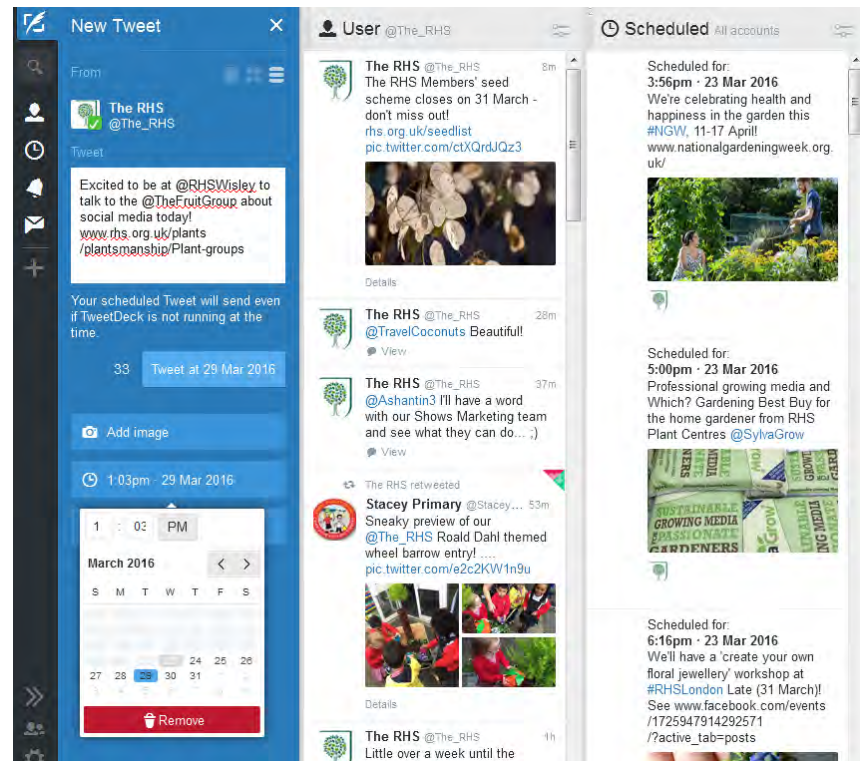 New Tweet
From
The RHS
@The_RHS
Tweet
Excited to be at @RHSWisley to
talk to the @TheFruitGroup about
social media today!
www.rhs.org.uk/plants
/plantsmanship/Plant-groups
Your scheduled Tweet will send even
if TweetDeck is not running at the
time.
33 Tweet at 29 Mar 2016
Add image
1:03pm · 29 Mar 2016
1 : 03 PM
March 2016
S M T W T F S
24 25 26
27 28 29 30 31
Remove
User @The_RHS
The RHS @The_RHS 8m
The RHS Members' seed
scheme closes on 31 March -
don't miss out!
rhs.org.uk/seedlist
pic.twitter.com/ctXQrdJQz3
Details
The RHS @The_RHS 28m
@TravelCoconuts Beautiful!
View
The RHS @The_RHS 37m
@Ashantin3 I'll have a word
with our Shows Marketing team
and see what they can do... ;)
View
The RHS retweeted
Stacey Primary @Stacey... 53m
Sneaky preview of our
@The_RHS Roald Dahl themed
wheel barrow entry! ....
pic.twitter.com/e2c2KW1n9u
Details
The RHS @The_RHS 1h
Little over a week until the
Scheduled All accounts
Scheduled for:
3:56pm · 23 Mar 2016
We're celebrating health and
happiness in the garden this
#NGW, 11-17 April!
www.nationalgardeningweek.org.
uk/
Scheduled for:
5:00pm · 23 Mar 2016
Professional growing media and
Which? Gardening Best Buy for
the home gardener from RHS
Plant Centres @SylvaGrow
SUSTAINABLE
GROWING MEDIA
PASSIONATE
GARDENERS
Scheduled for:
6:16pm · 23 Mar 2016
We'll have a 'create your own
floral jewellery' workshop at
#RHSLondon Late (31 March)!
See www.facebook.com/events
/1725947914292571
/?active_tab=posts